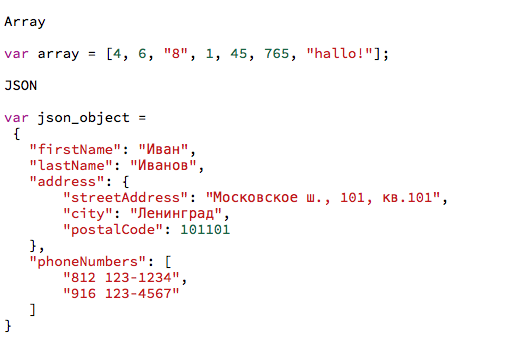 Array
var array = [4, 6, "8", 1, 45, 765, "hallo!"];
JSON
var json_object =
{
"firstName": "Иван",
"lastName": "Иванов",
"address": {
"streetAddress": "Московское ш., 101, кв.101",
"city": "Ленинград",
"postalCode": 101101
},
"phoneNumbers": [
"812 123-1234",
"916 123-4567"
]
}